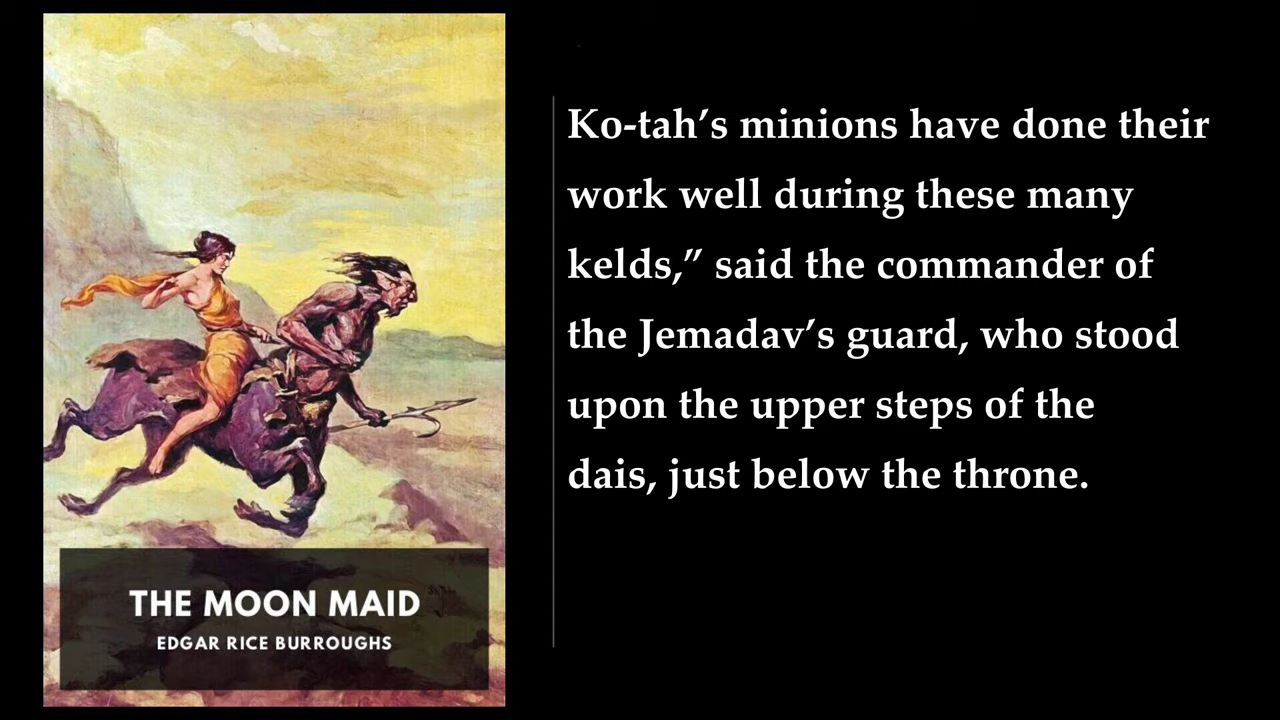 THE MOON MAID
EDGAR RICE BURROUGHS
Ko-tah’s minions have done their
work well during these many
kelds,” said the commander of
the Jemadav’s guard, who stood
upon the upper steps of the
dais, just below the throne.